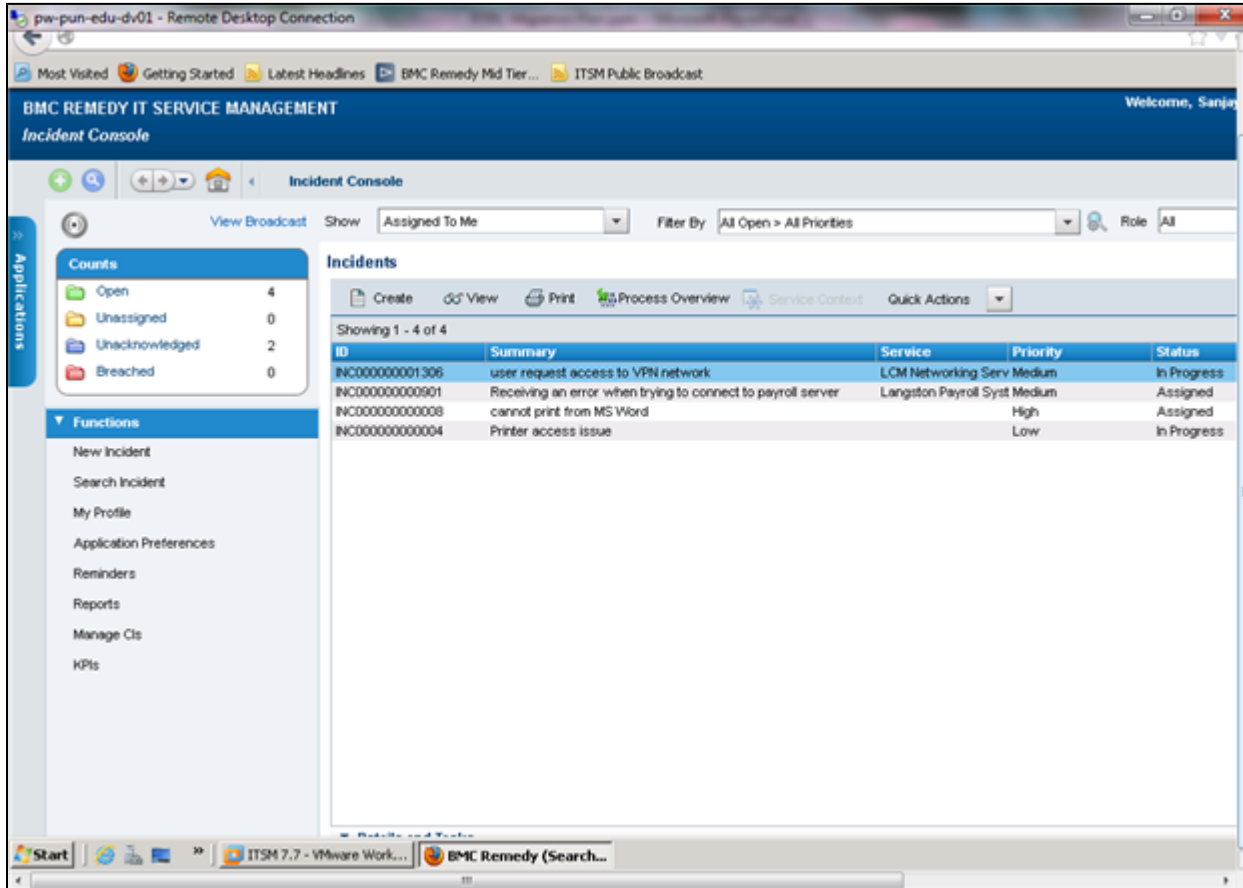 pw-pun-edu-dv01 - Remote Desktop Connection
Most Visited Getting Started Latest Headlines BMC Remedy Mid Tier... ITSM Public Broadcast
BMC REMEDY IT SERVICE MANAGEMENT Welcome, Sanjay
Incident Console
Incident Console
View Broadcast Show Assigned To Me Filter By All Open > All Priorities Role All
» Applications
Counts
Open 4
Unassigned 0
Unacknowledged 2
Breached 0
Functions
New Incident
Search Incident
My Profile
Application Preferences
Reminders
Reports
Manage CIs
KPIs
Incidents
Create View Print Process Overview Service Context Quick Actions
Showing 1 - 4 of 4
ID Summary Service Priority Status
INC000000001306 user request access to VPN network LCM Networking Serv Medium In Progress
INC000000000901 Receiving an error when trying to connect to payroll server Langston Payroll Syst Medium Assigned
INC000000000008 cannot print from MS Word High Assigned
INC000000000004 Printer access issue Low In Progress
Details and Tasks
Start » ITSM 7.7 - VMware Work... BMC Remedy (Search...